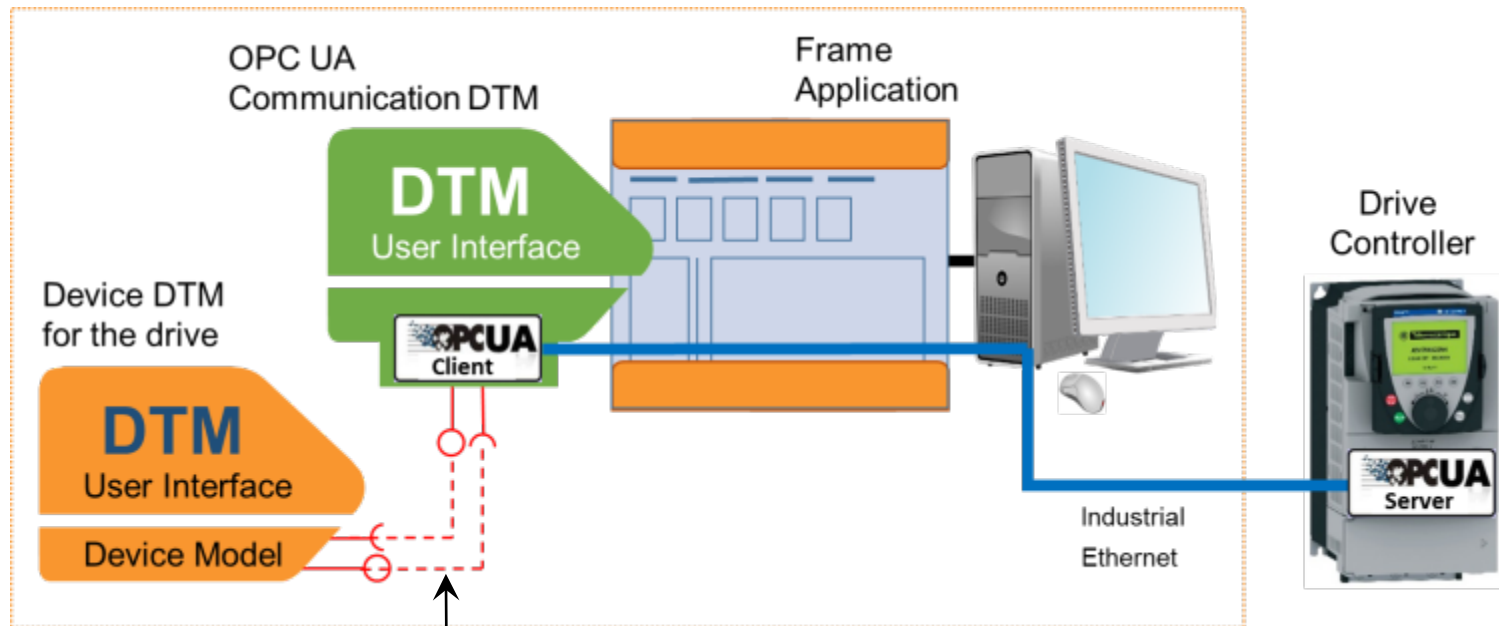 OPC UA
Communication DTM
Frame
Application
DTM
User Interface
Drive
Controller
Device DTM
for the drive
OPCUA
Client
DTM
User Interface
Device Model
OPCUA
Server
Industrial
Ethernet